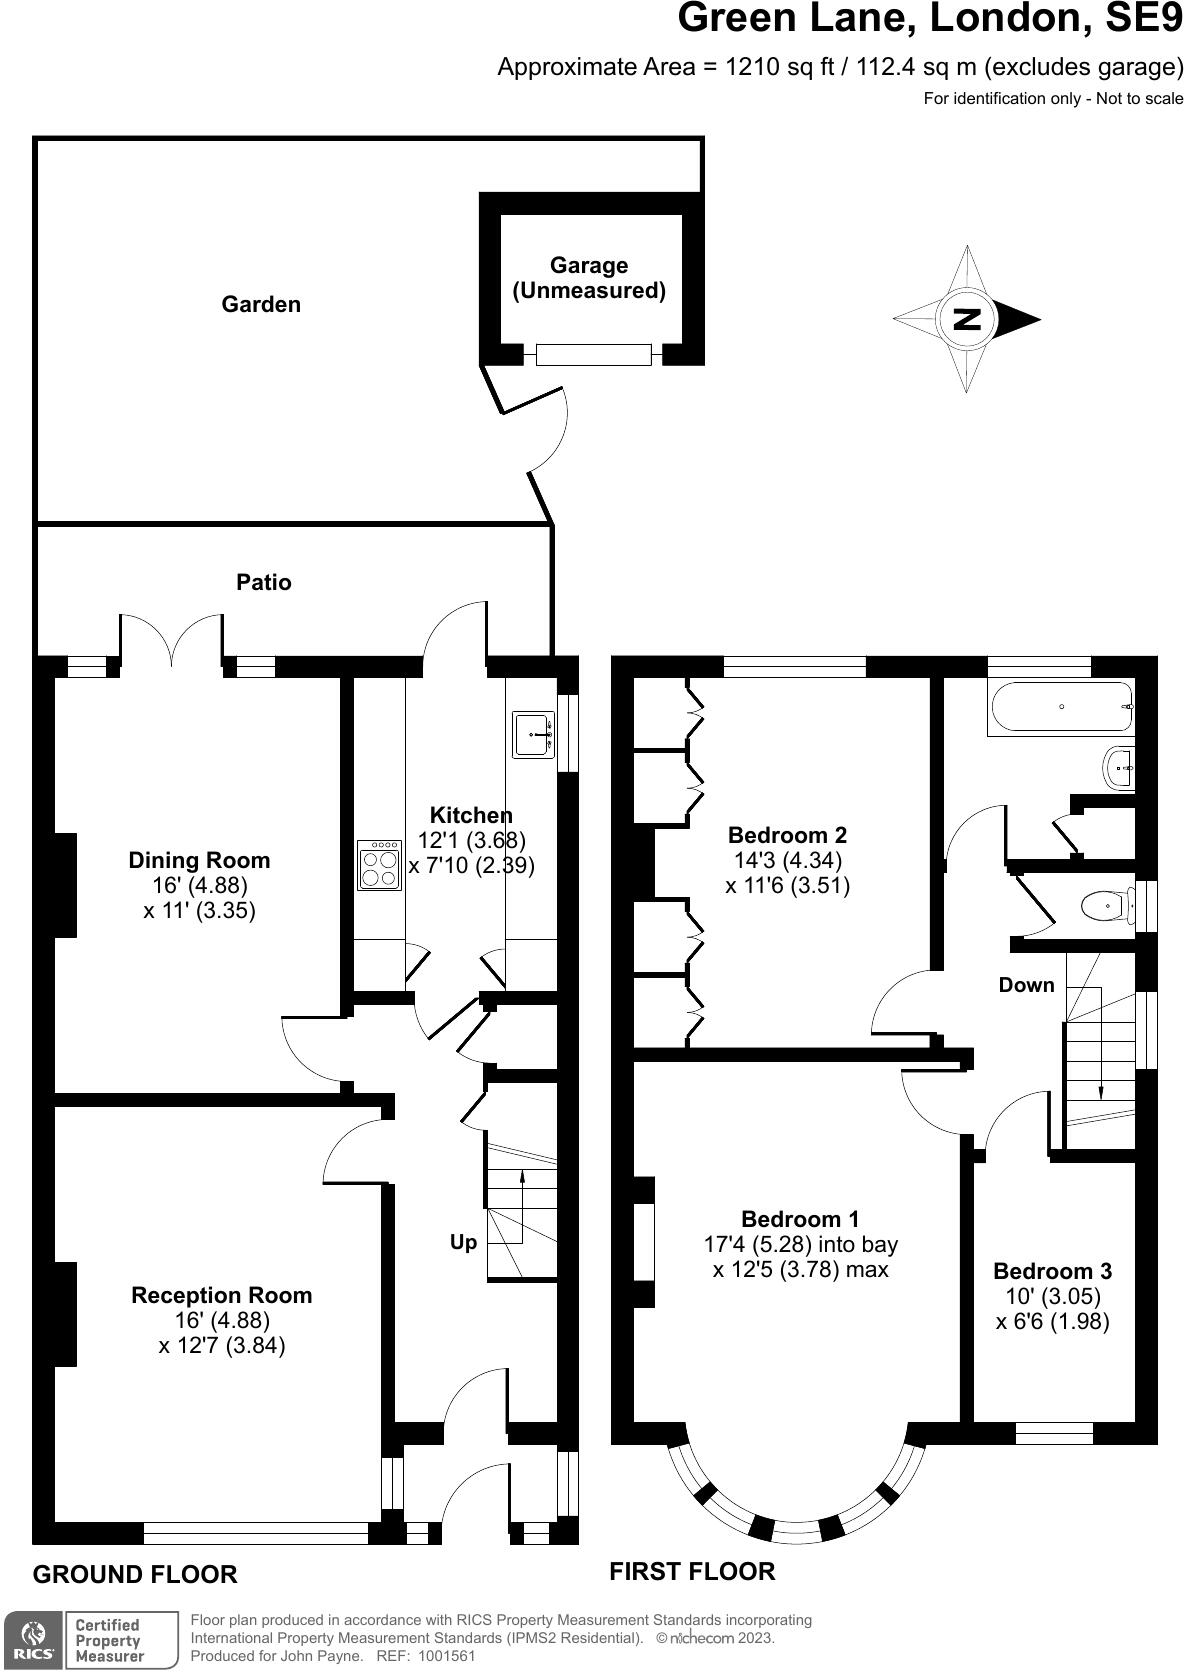 Green Lane, London, SE9
Approximate Area = 1210 sq ft / 112.4 sq m (excludes garage)
For identification only - Not to scale
Garage
(Unmeasured)
Garden
N
Patio
Kitchen
12'1 (3.68)
x 7'10 (2.39)
Dining Room
16' (4.88)
x 11' (3.35)
Bedroom 2
14'3 (4.34)
x 11'6 (3.51)
Down
Up
Bedroom 1
17'4 (5.28) into bay
x 12'5 (3.78) max
Bedroom 3
10' (3.05)
x 6'6 (1.98)
Reception Room
16' (4.88)
x 12'7 (3.84)
GROUND FLOOR
FIRST FLOOR
RICS
Certified
Property
Measurer
Floor plan produced in accordance with RICS Property Measurement Standards incorporating
International Property Measurement Standards (IPMS2 Residential). © nichecom 2023.
Produced for John Payne. REF: 1001561